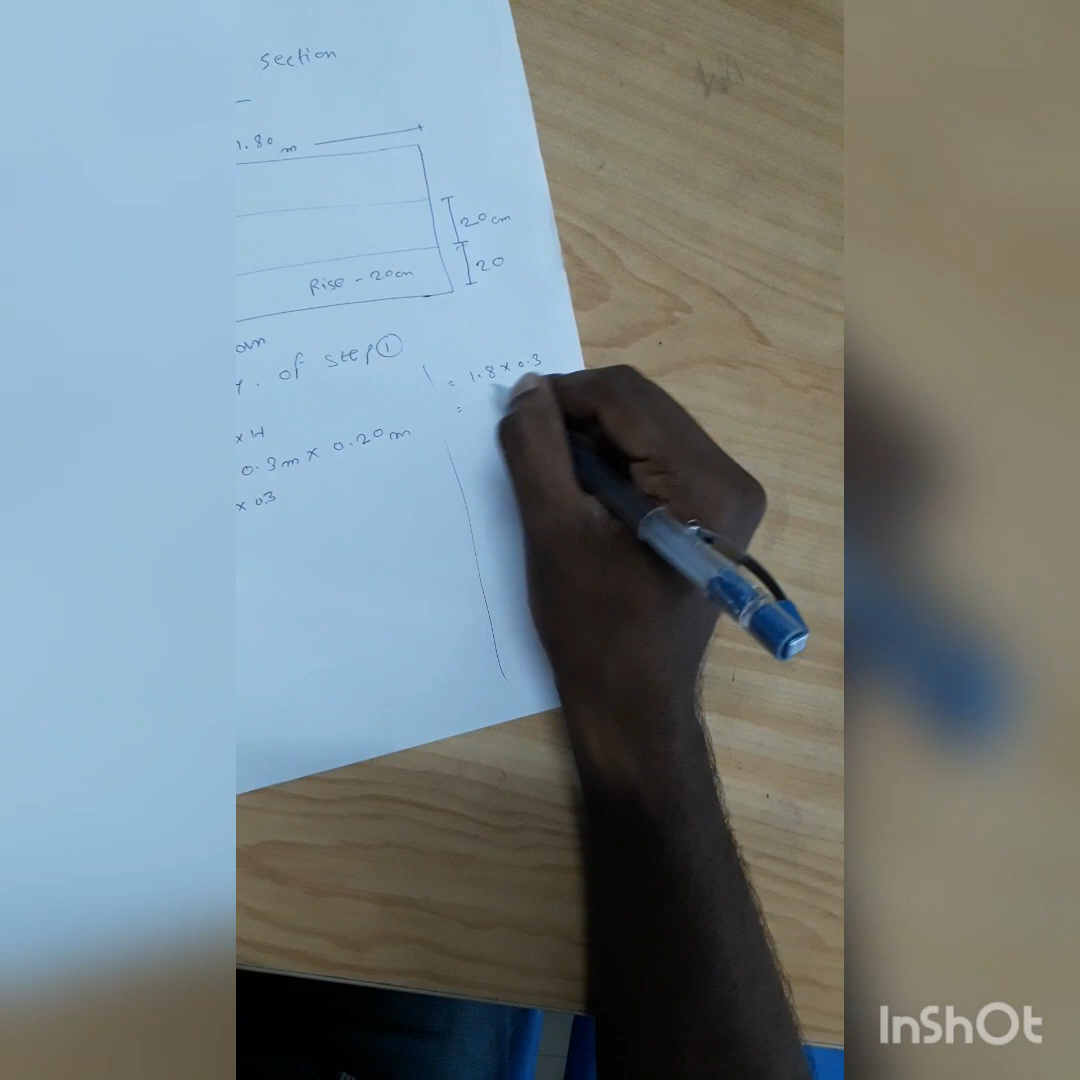 section
1.80 m
20 cm
Rise - 20cm
20
of step ①
= 1.8 × 0.3
=
× H
0.3 m × 0.20 m
× 0.3
InShOt